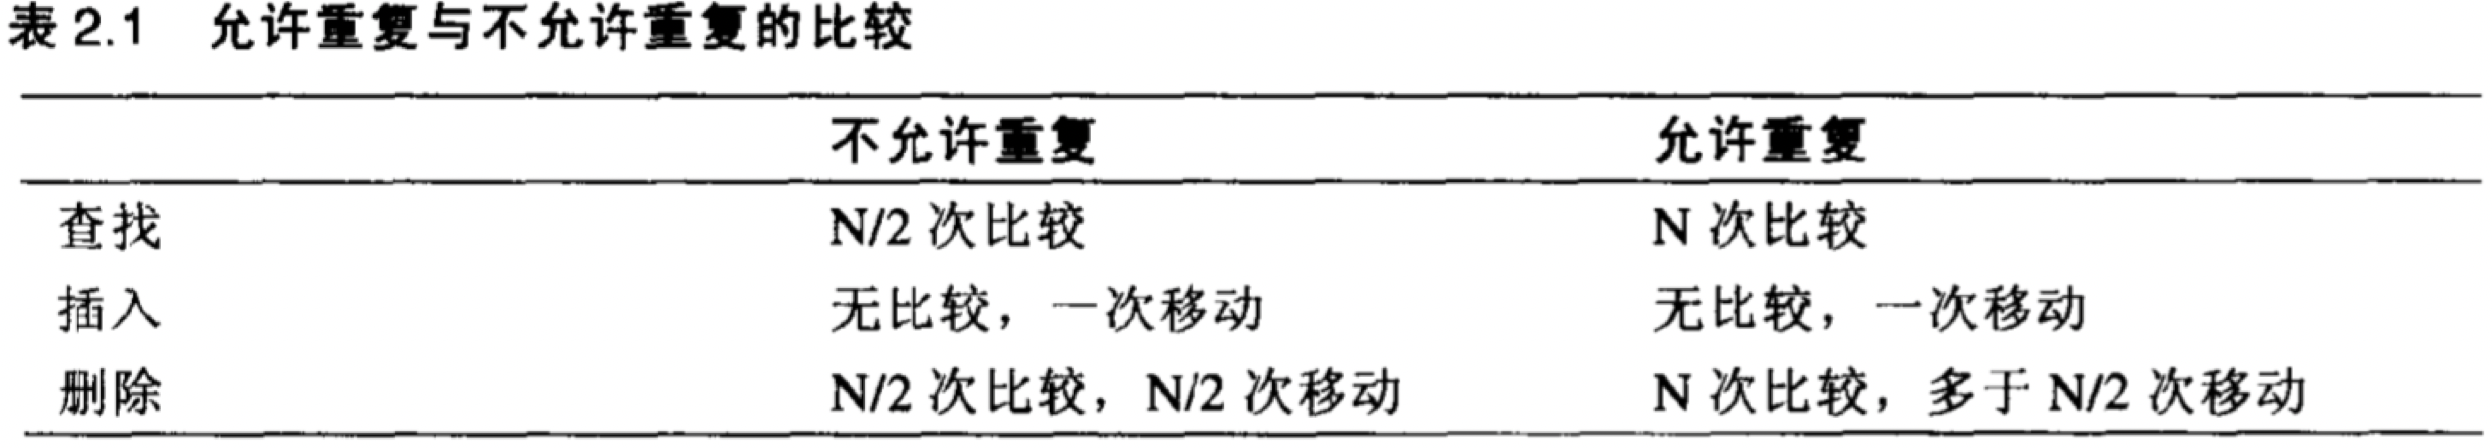 表 2.1 允许重复与不允许重复的比较
不允许重复 允许重复
查找 N/2 次比较 N 次比较
插入 无比较，一次移动 无比较，一次移动
删除 N/2 次比较，N/2 次移动 N 次比较，多于 N/2 次移动